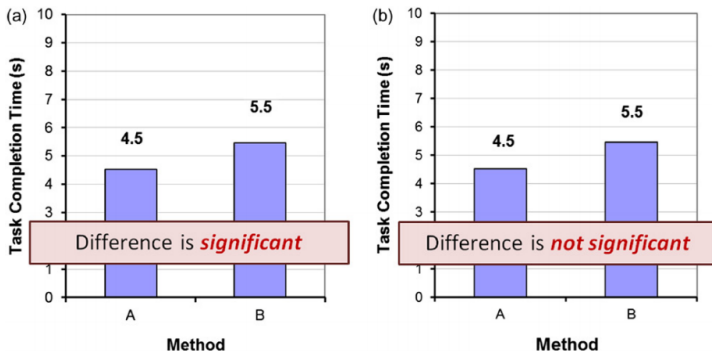 (a)
Task Completion Time (s)
10
9
8
7
6
5
4
3
1
0
4.5
5.5
Difference is significant
A
B
Method
(b)
Task Completion Time (s)
10
9
8
7
6
5
4
3
1
0
4.5
5.5
Difference is not significant
A
B
Method